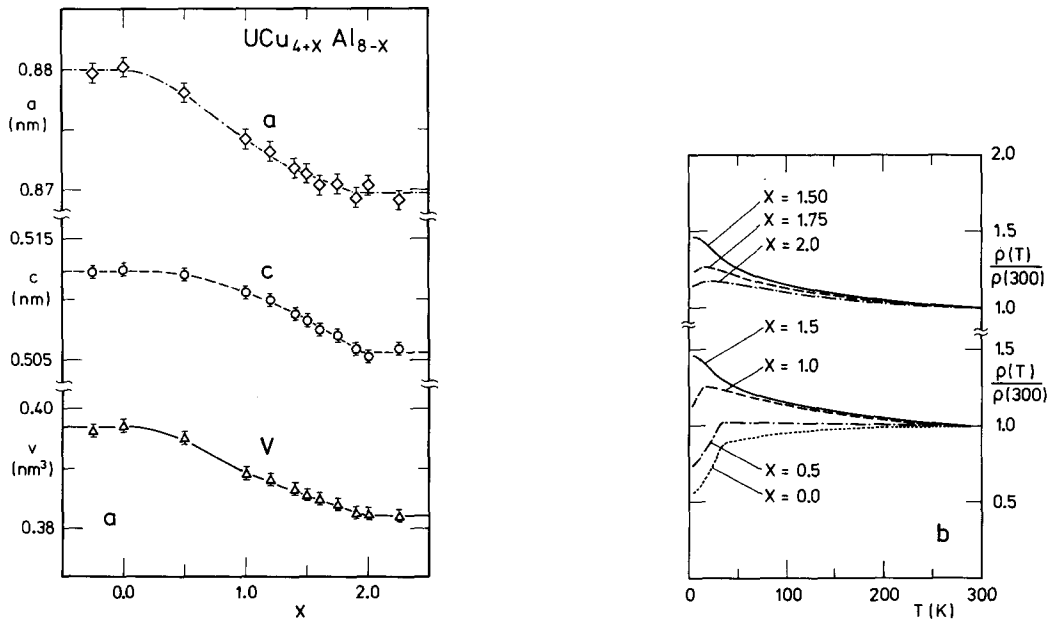 UCu₄₊ₓ Al₈₋ₓ
0.88
a
(nm)
a
0.87
0.515
c
c
(nm)
0.505
0.40
V
v
(nm³)
a
0.38
0.0
1.0
2.0
X
2.0
X = 1.50
X = 1.75
X = 2.0
1.5
ρ(T)
ρ(300)
1.0
X = 1.5
X = 1.0
1.5
ρ(T)
ρ(300)
1.0
X = 0.5
X = 0.0
0.5
b
0
100
200
300
T (K)